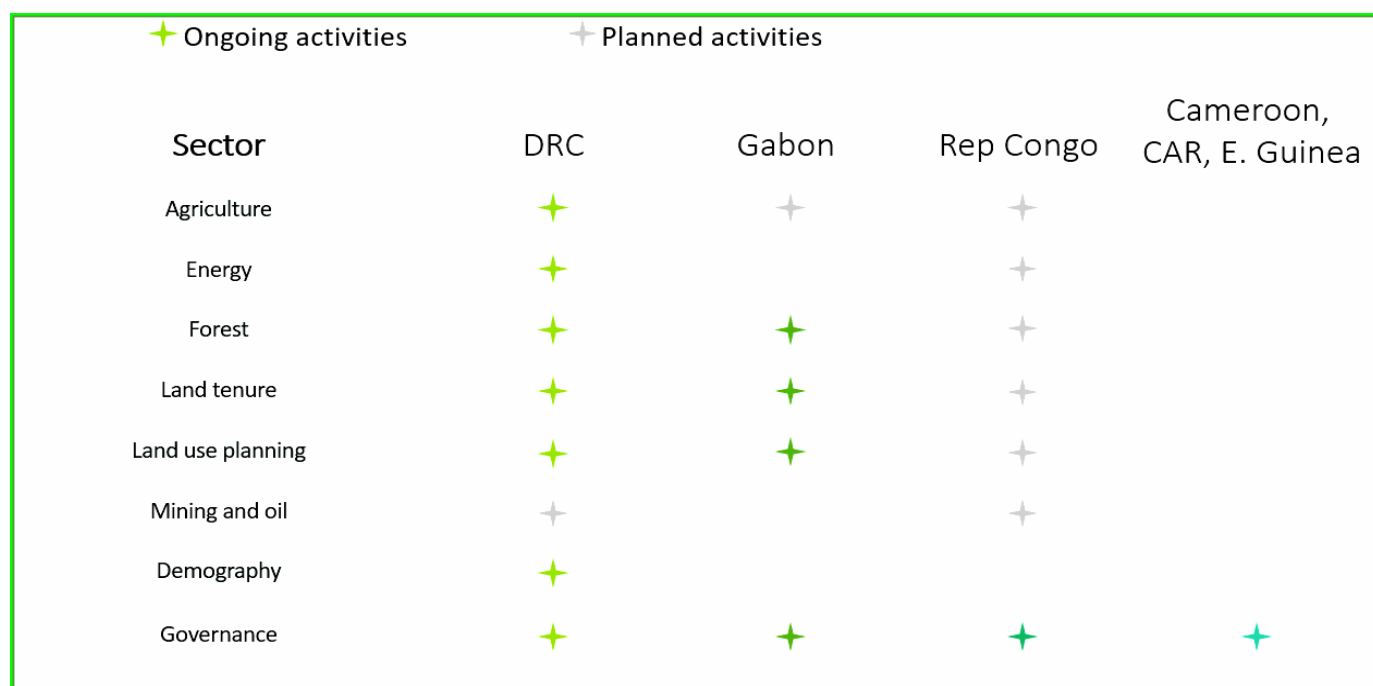 Ongoing activities Planned activities
Cameroon,
Sector DRC Gabon Rep Congo CAR, E. Guinea
Agriculture
Energy
Forest
Land tenure
Land use planning
Mining and oil
Demography
Governance